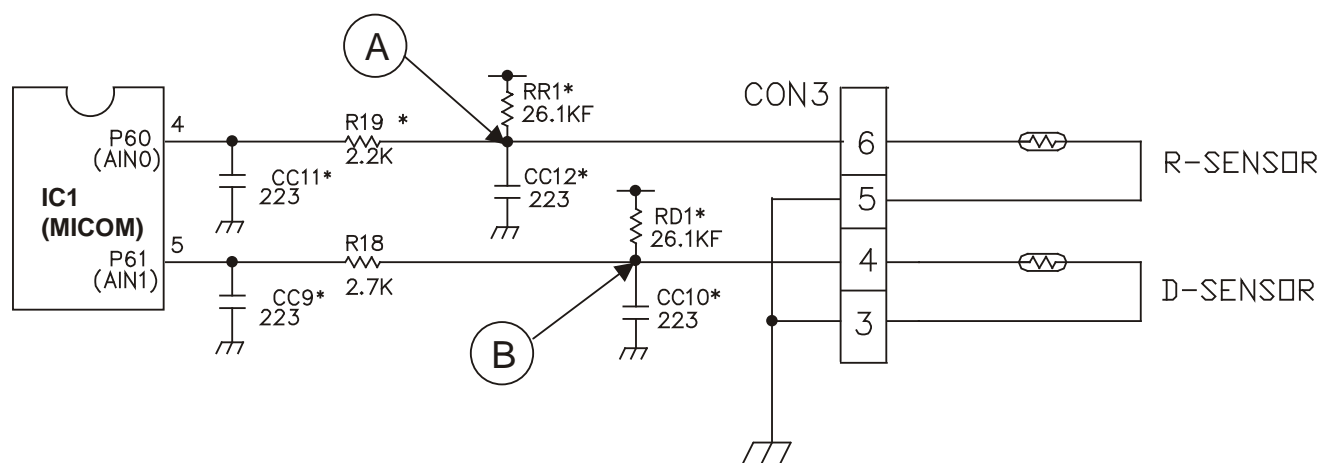 A
RR1*
26.1KF
CON3
4
P60
(AIN0)
R19 *
2.2K
6
R-SENSOR
CC11*
223
CC12*
223
IC1
(MICOM)
5
RD1*
26.1KF
5
P61
(AIN1)
R18
2.7K
4
D-SENSOR
CC9*
223
CC10*
223
3
B